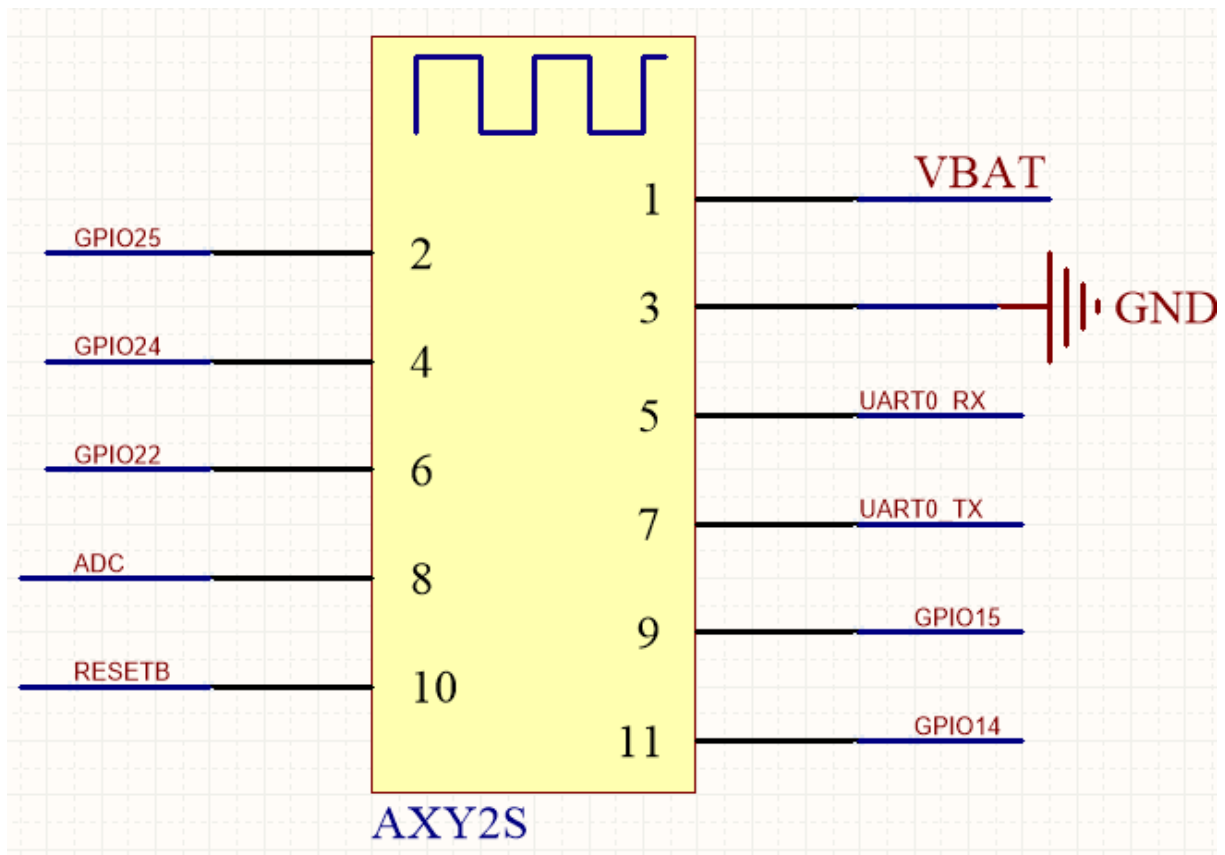 VBAT
1
GPIO25
2
3
GND
GPIO24
4
UART0_RX
5
GPIO22
6
UART0_TX
7
ADC
8
GPIO15
9
RESETB
10
GPIO14
11
AXY2S